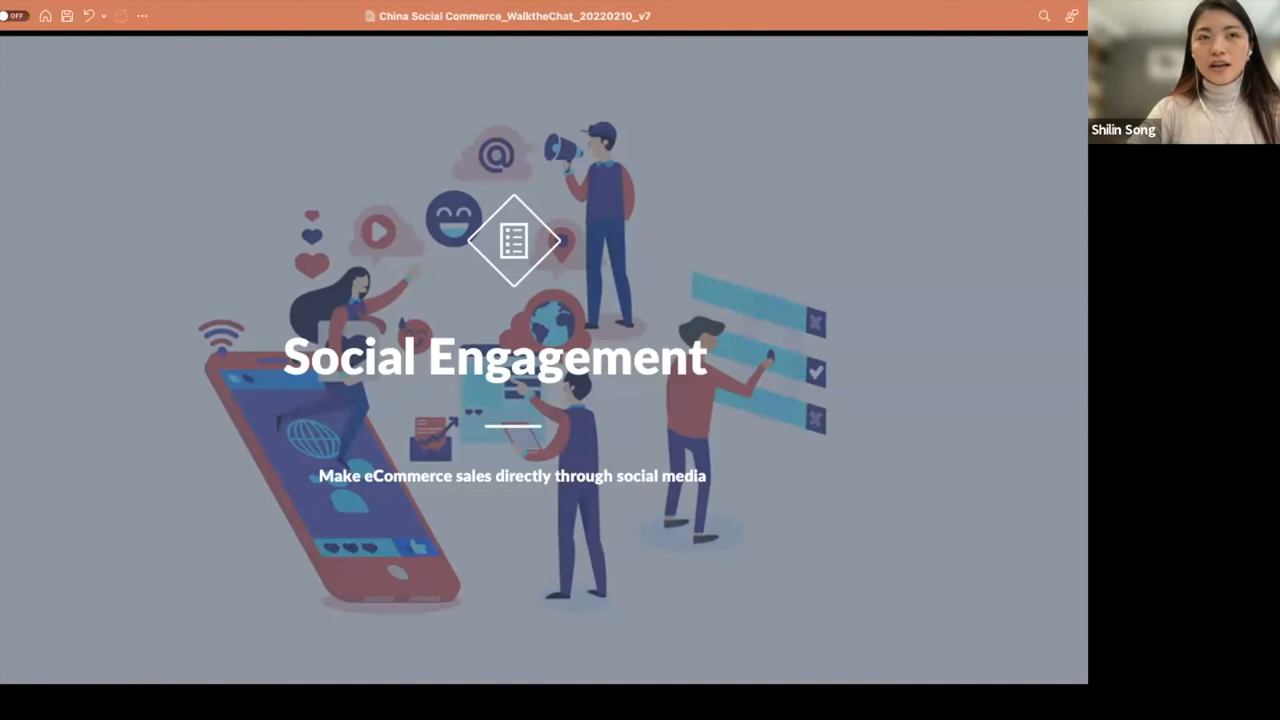 OFF
China Social Commerce_WalktheChat_20220210_v7
Shilin Song
@
Social Engagement
Make eCommerce sales directly through social media